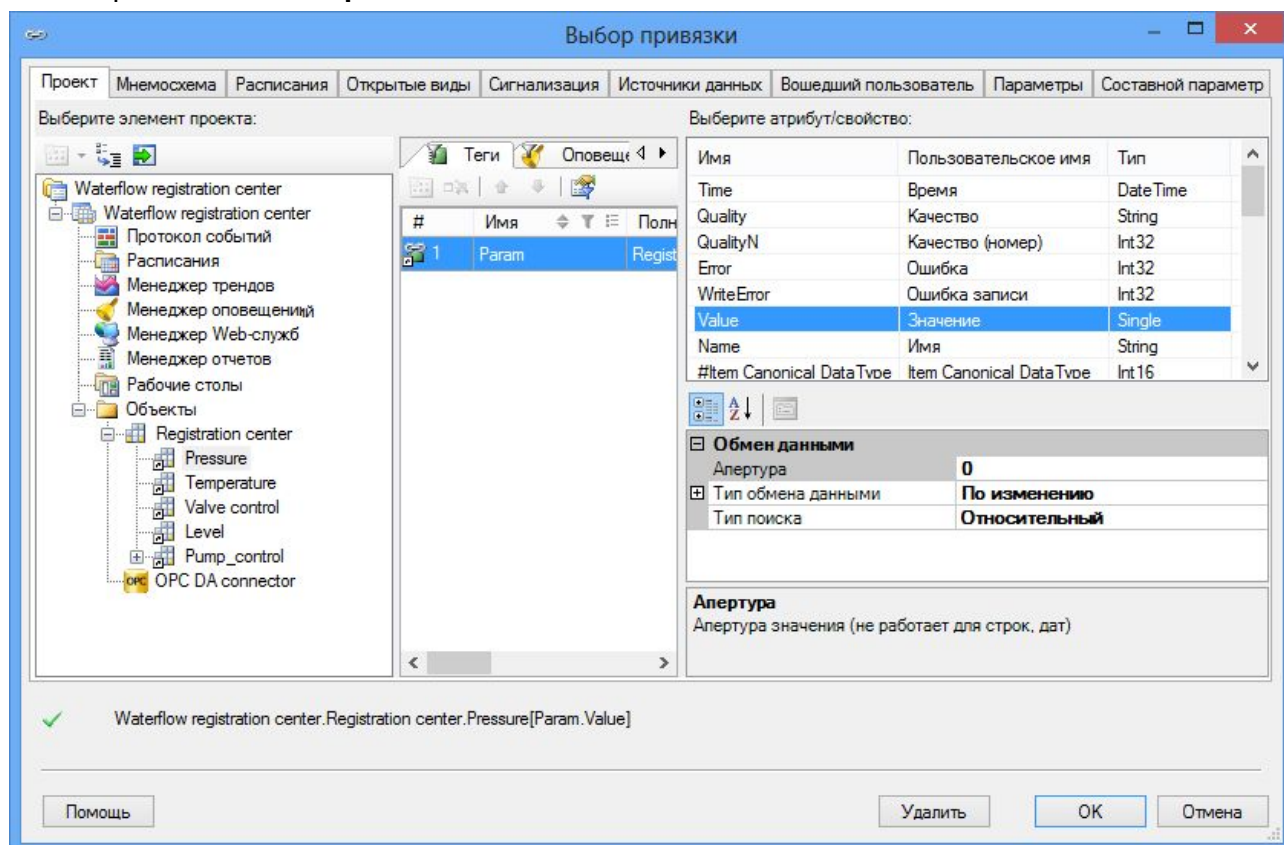 Выбор привязки
Проект Мнемосхема Расписания Открытые виды Сигнализация Источники данных Вошедший пользователь Параметры Составной параметр
Выберите элемент проекта:
Выберите атрибут/свойство:
Waterflow registration center
Waterflow registration center
Протокол событий
Расписания
Менеджер трендов
Менеджер оповещений
Менеджер Web-служб
Менеджер отчетов
Рабочие столы
Объекты
Registration center
Pressure
Temperature
Valve control
Level
Pump_control
OPC DA connector
Теги Оповеще
# Имя Полн
1 Param Regist
Имя Пользовательское имя Тип
Time Время DateTime
Quality Качество String
QualityN Качество (номер) Int32
Error Ошибка Int32
WriteError Ошибка записи Int32
Value Значение Single
Name Имя String
#Item Canonical DataType Item Canonical DataType Int16
Обмен данными
Апертура 0
Тип обмена данными По изменению
Тип поиска Относительный
Апертура
Апертура значения (не работает для строк, дат)
Waterflow registration center.Registration center.Pressure[Param.Value]
Помощь Удалить OK Отмена